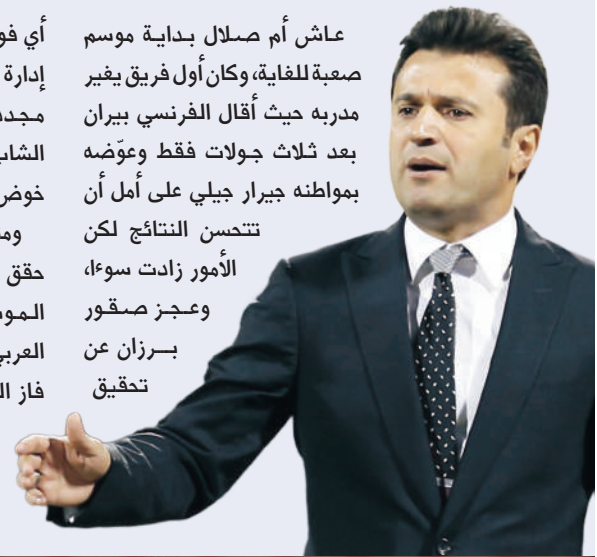 عاش أم صلال بداية موسم
صعبة للغاية، وكان أول فريق يغير
مدربه حيث أقال الفرنسي بيران
بعد ثلاث جولات فقط وعوّضه
بمواطنه جيرار جيلي على أمل أن
تتحسن النتائج لكن
الأمور زادت سوءا،
وعجز صقور
برزان عن
تحقيق
أي فو
إدارة
مجدد
الشاب
خوض
وم
حقق
الموس
العربي
فاز ال